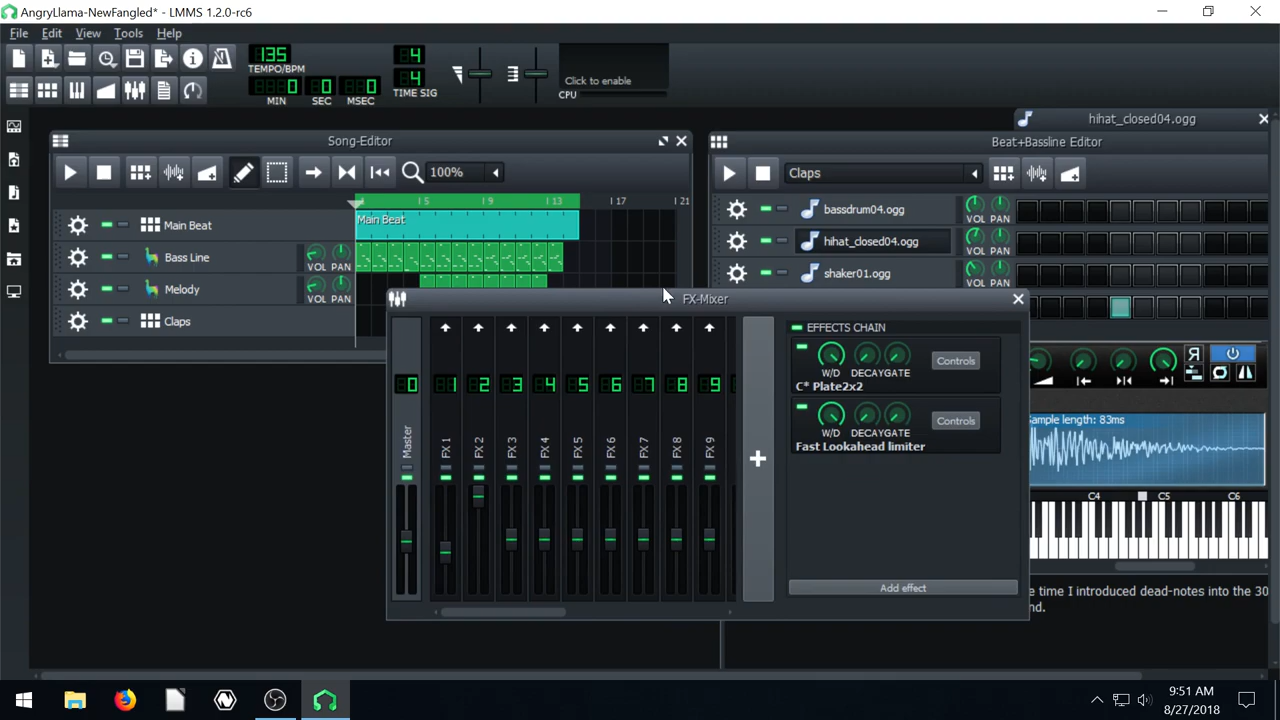 AngryLlama-NewFangled* - LMMS 1.2.0-rc6
File Edit View Tools Help
135
TEMPO/BPM
0 0 0
MIN SEC MSEC
4
4
TIME SIG
Click to enable
CPU
hihat_closed04.ogg
Song-Editor
Beat+Bassline Editor
100%
Claps
5 9 13 17 21
Main Beat
Main Beat
Bass Line
VOL PAN
Melody
VOL PAN
Claps
bassdrum04.ogg
VOL PAN
hihat_closed04.ogg
VOL PAN
shaker01.ogg
VOL PAN
FX-Mixer
0 1 2 3 4 5 6 7 8 9
Master FX 1 FX 2 FX 3 FX 4 FX 5 FX 6 FX 7 FX 8 FX 9
EFFECTS CHAIN
W/D DECAY GATE
Controls
C* Plate2x2
W/D DECAY GATE
Controls
Fast Lookahead limiter
Add effect
Sample length: 83ms
C4 C5 C6
e time I introduced dead-notes into the 30
nd.
9:51 AM
8/27/2018